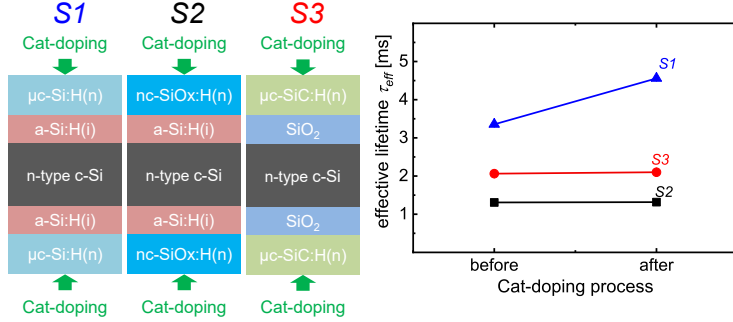 S1 S2 S3
Cat-doping Cat-doping Cat-doping
µc-Si:H(n) nc-SiOx:H(n) µc-SiC:H(n)
a-Si:H(i) a-Si:H(i) SiO₂
n-type c-Si n-type c-Si n-type c-Si
a-Si:H(i) a-Si:H(i) SiO₂
µc-Si:H(n) nc-SiOx:H(n) µc-SiC:H(n)
Cat-doping Cat-doping Cat-doping
effective lifetime τeff [ms]
5
4
3
2
1
S1
S3
S2
before after
Cat-doping process